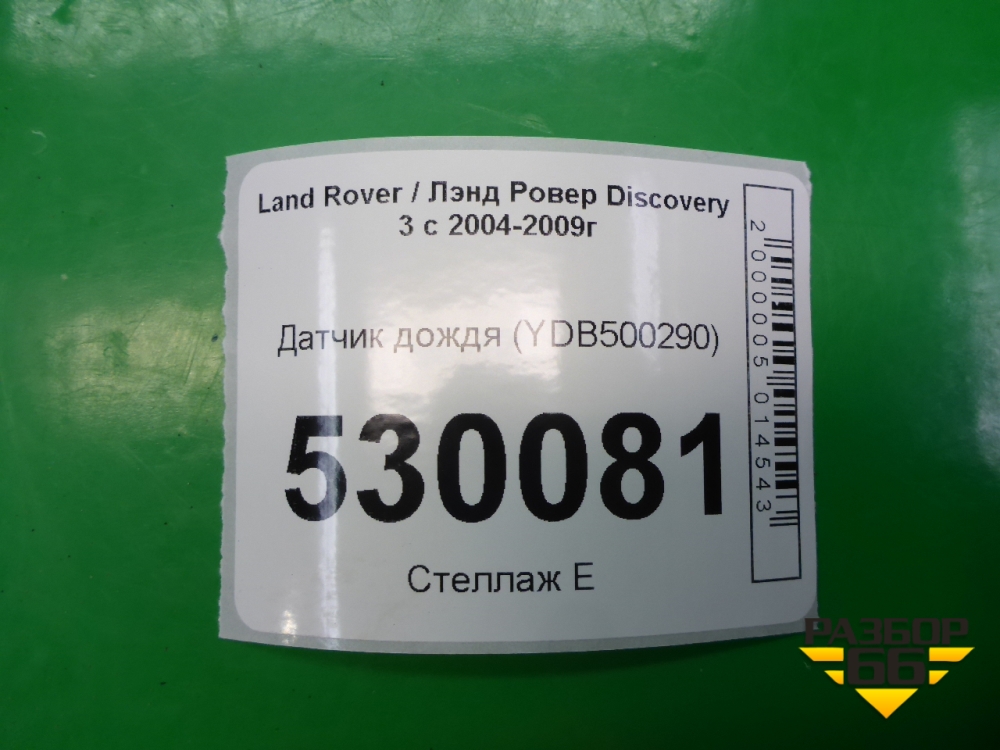 Land Rover / Лэнд Ровер Discovery
3 с 2004-2009г
Датчик дождя (YDB500290)
530081
Стеллаж Е
2000005014543
РАЗБОР
66